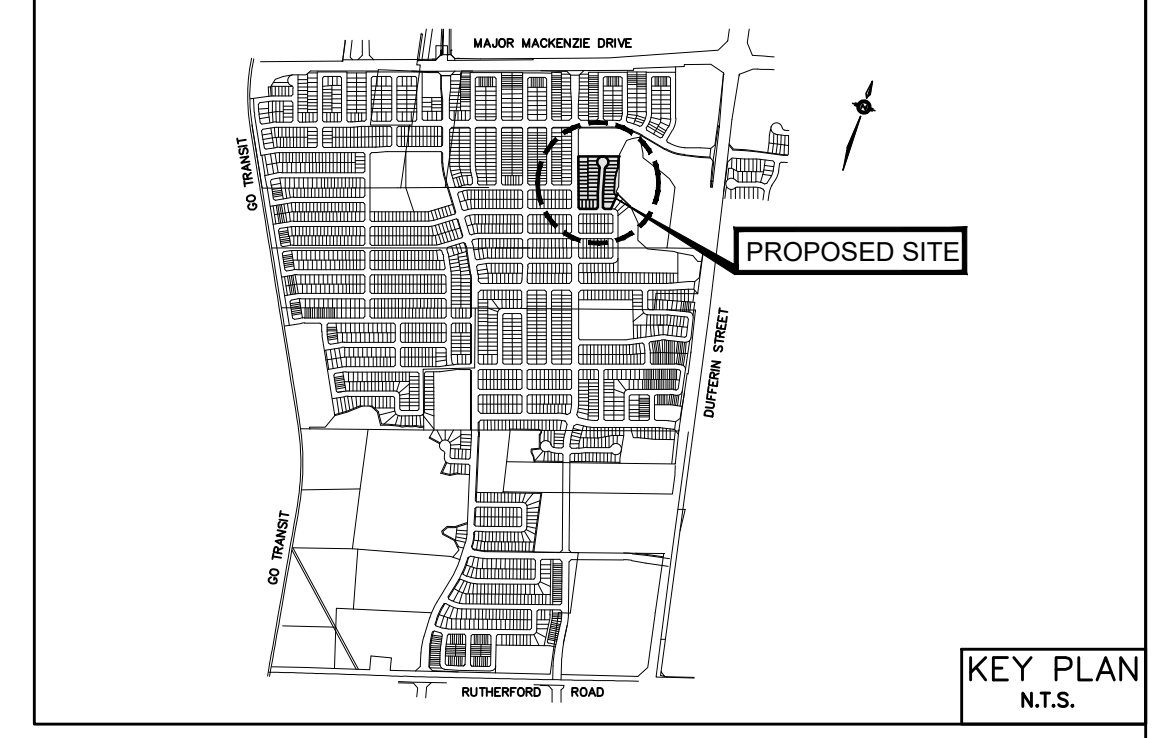 MAJOR MACKENZIE DRIVE
GO TRANSIT
PROPOSED SITE
DUFFERIN STREET
GO TRANSIT
RUTHERFORD ROAD
KEY PLAN
N.T.S.